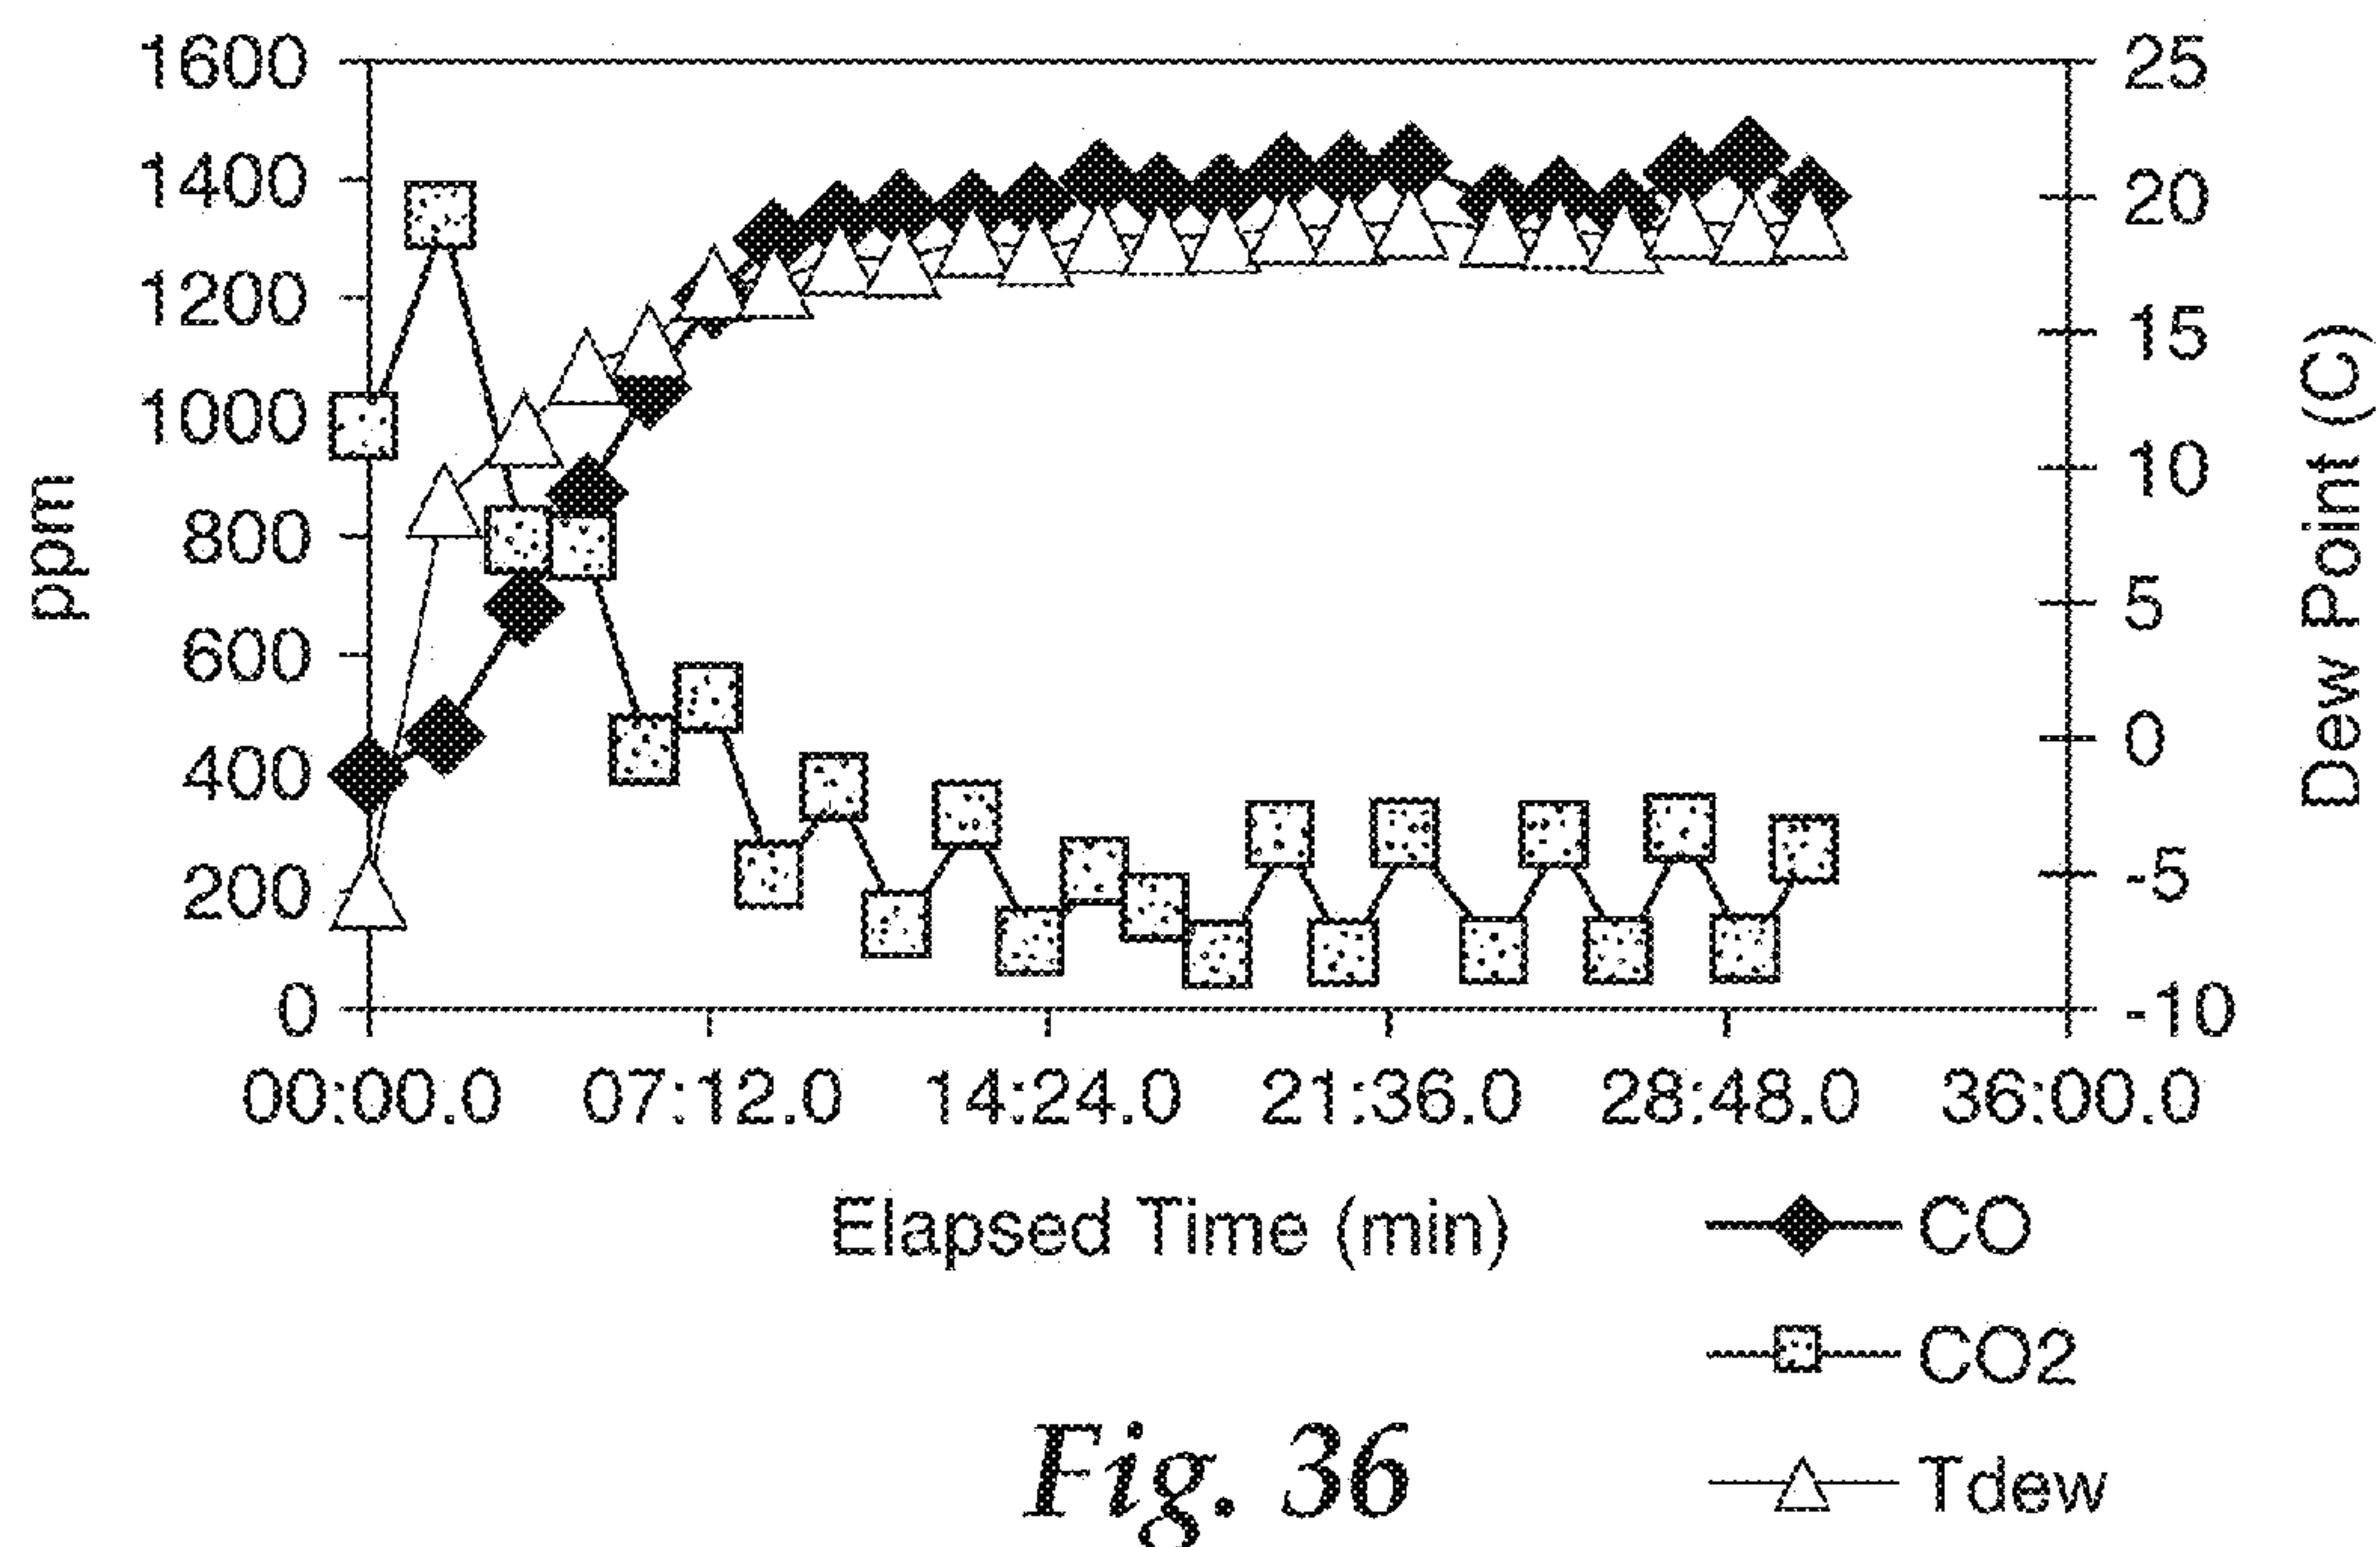 1600
1400
1200
1000
800
600
400
200
0
ppm
25
20
15
10
5
0
-5
-10
Dew Point (C)
00:00.0 07:12.0 14:24.0 21:36.0 28:48.0 36:00.0
Elapsed Time (min)
CO
CO2
Tdew
Fig. 36